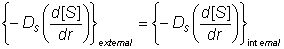 {−D_s(d[S]/dr)}_external = {−D_s(d[S]/dr)}_internal